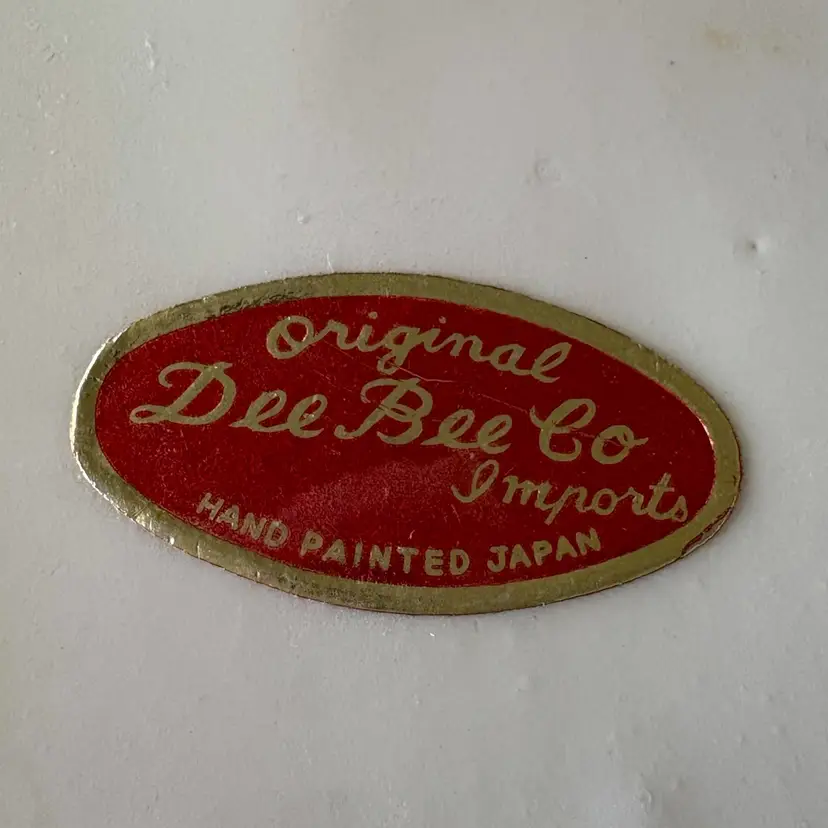 Original
Dee Bee Co
Imports
HAND PAINTED JAPAN